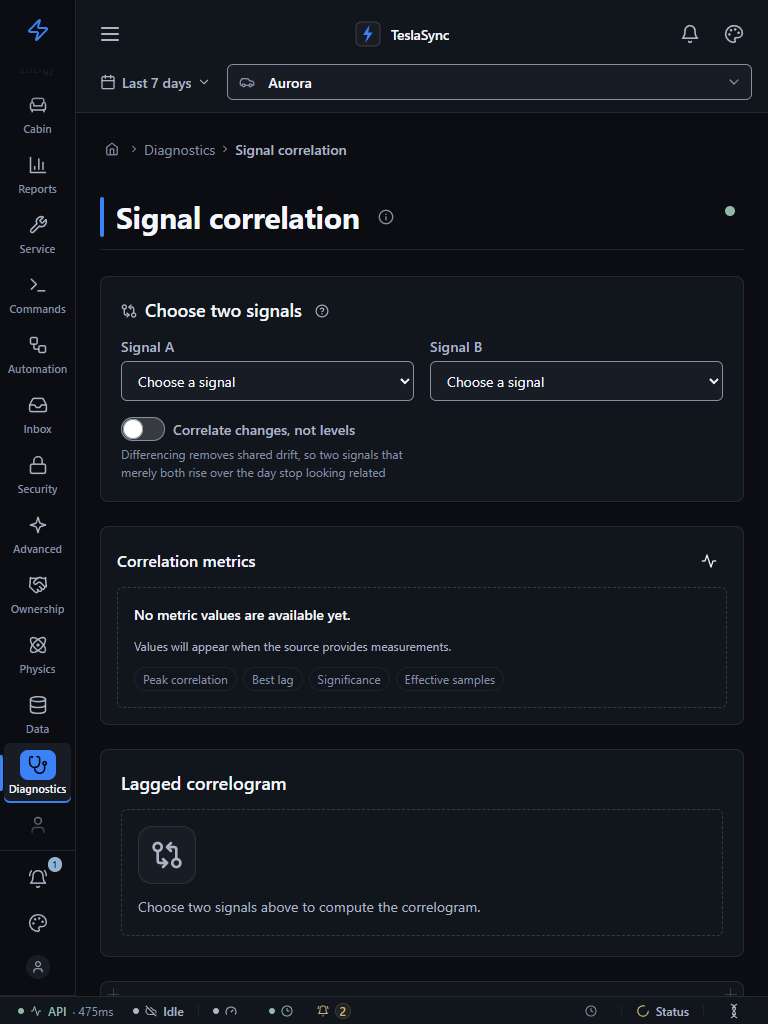 TeslaSync
Last 7 days
Aurora
Energy
Cabin
Reports
Service
Commands
Automation
Inbox
Security
Advanced
Ownership
Physics
Data
Diagnostics
1
Diagnostics
Signal correlation
Signal correlation
Choose two signals
Signal A
Signal B
Choose a signal
Choose a signal
Correlate changes, not levels
Differencing removes shared drift, so two signals that
merely both rise over the day stop looking related
Correlation metrics
No metric values are available yet.
Values will appear when the source provides measurements.
Peak correlation
Best lag
Significance
Effective samples
Lagged correlogram
Choose two signals above to compute the correlogram.
API · 475ms
Idle
2
Status